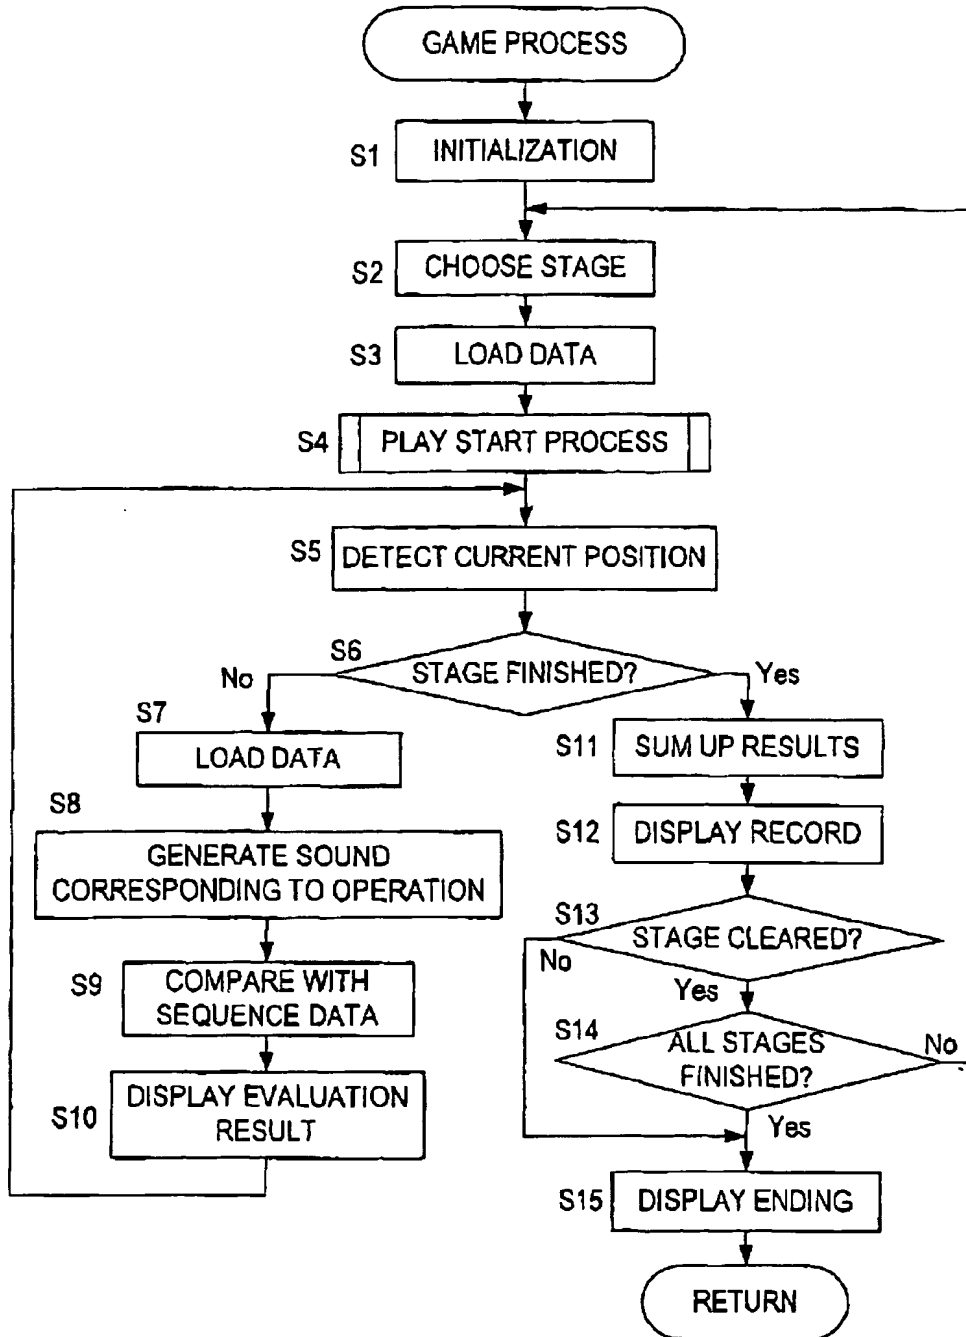 GAME PROCESS
S1
INITIALIZATION
S2
CHOOSE STAGE
S3
LOAD DATA
S4
PLAY START PROCESS
S5
DETECT CURRENT POSITION
S6
STAGE FINISHED?
No
Yes
S7
LOAD DATA
S8
GENERATE SOUND
CORRESPONDING TO OPERATION
S9
COMPARE WITH
SEQUENCE DATA
S10
DISPLAY EVALUATION
RESULT
S11
SUM UP RESULTS
S12
DISPLAY RECORD
S13
STAGE CLEARED?
No
Yes
S14
ALL STAGES
FINISHED?
No
Yes
S15
DISPLAY ENDING
RETURN